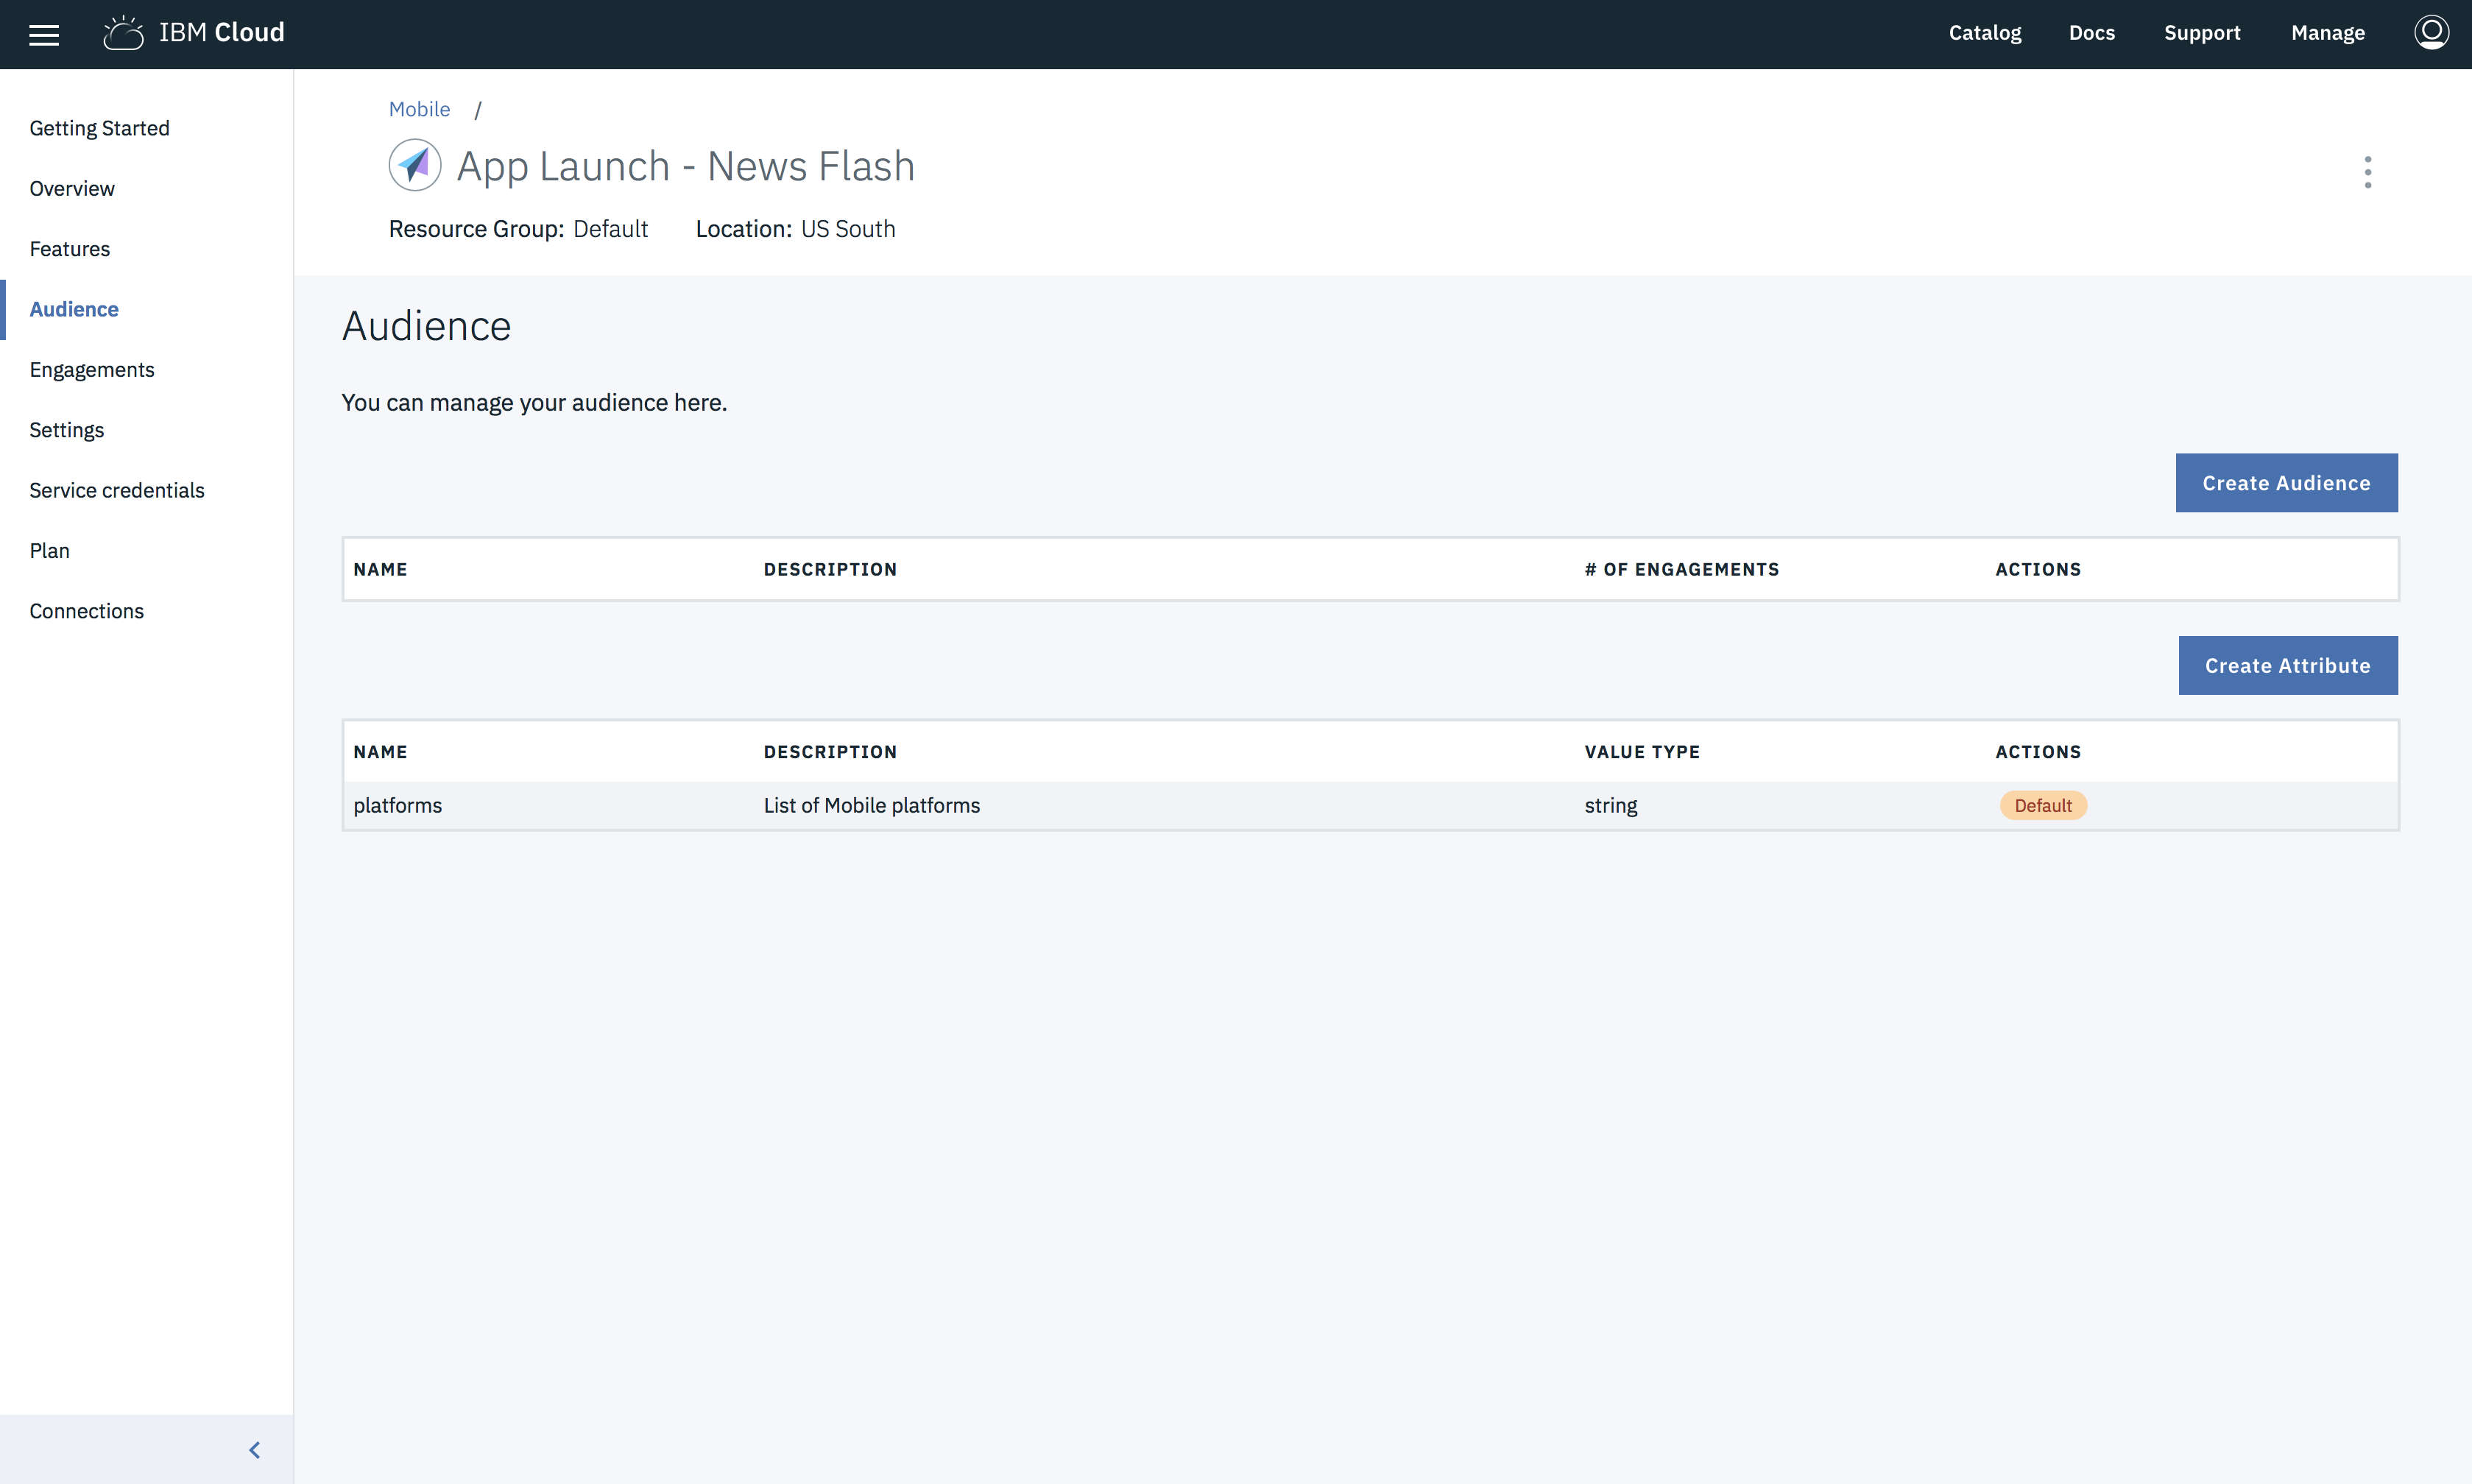 IBM Cloud
Catalog Docs Support Manage
Getting Started
Overview
Features
Audience
Engagements
Settings
Service credentials
Plan
Connections
Mobile /
App Launch - News Flash
Resource Group: Default Location: US South
Audience
You can manage your audience here.
Create Audience
NAME DESCRIPTION # OF ENGAGEMENTS ACTIONS
Create Attribute
NAME DESCRIPTION VALUE TYPE ACTIONS
platforms List of Mobile platforms string Default